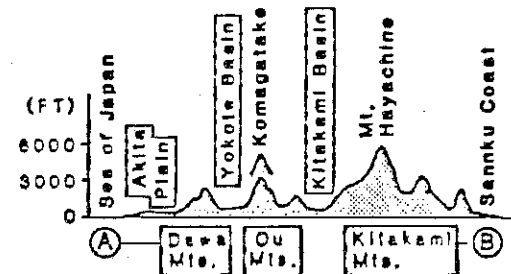 (FT)
6000
3000
0
Sea of Japan
Akita
Plain
Yokote Basin
Komagatake
Kitakami Basin
Mt.
Hayachine
Sannku Coast
A
Dewa
Mts.
Ou
Mts.
Kitakami
Mts.
B